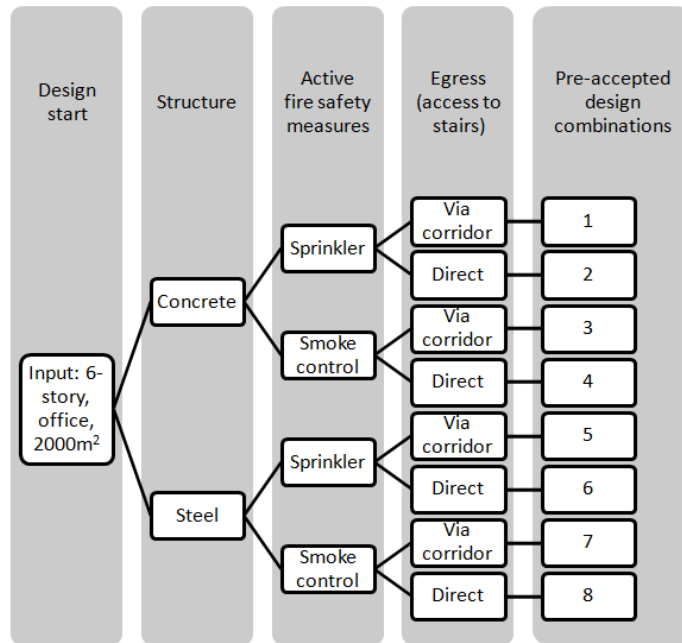 Design
start
Structure
Active
fire safety
measures
Egress
(access to
stairs)
Pre-accepted
design
combinations
Input: 6-
story,
office,
2000m²
Concrete
Steel
Sprinkler
Smoke
control
Sprinkler
Smoke
control
Via
corridor
Direct
Via
corridor
Direct
Via
corridor
Direct
Via
corridor
Direct
1
2
3
4
5
6
7
8